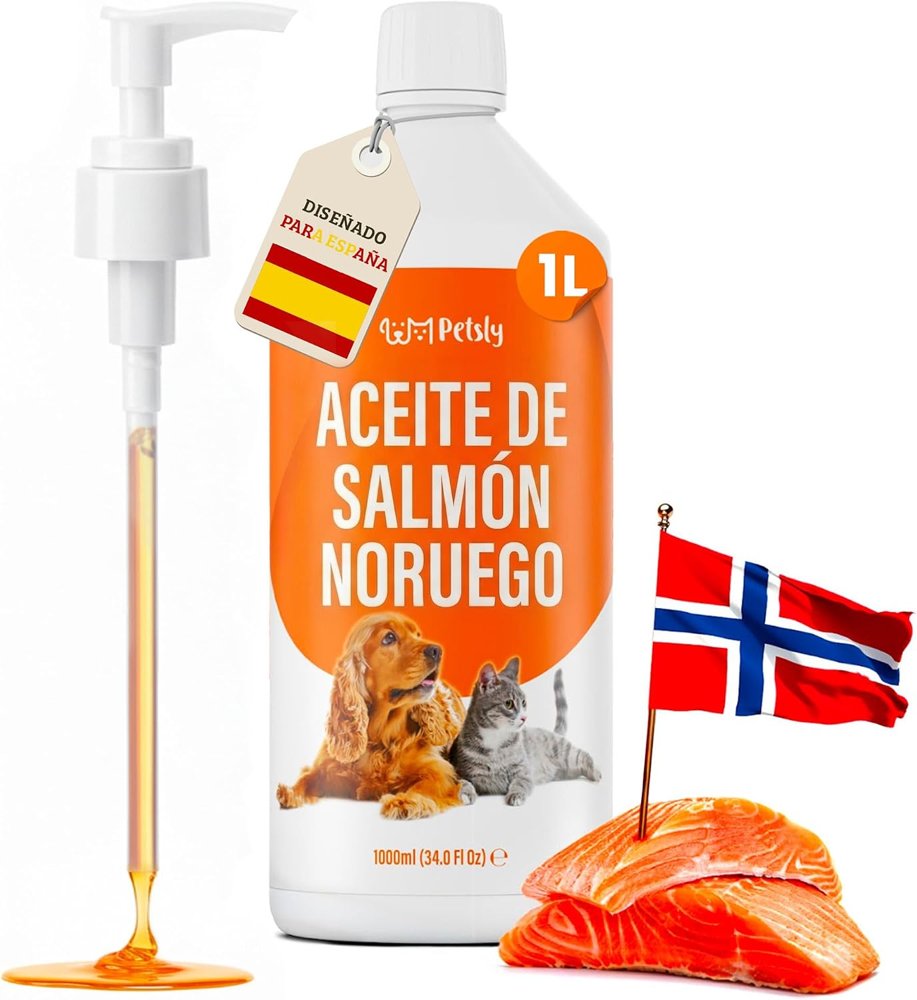 DISEÑADO
PARA ESPAÑA
1L
Petsly
ACEITE DE
SALMÓN
NORUEGO
1000ml (34.0 Fl Oz) ℮